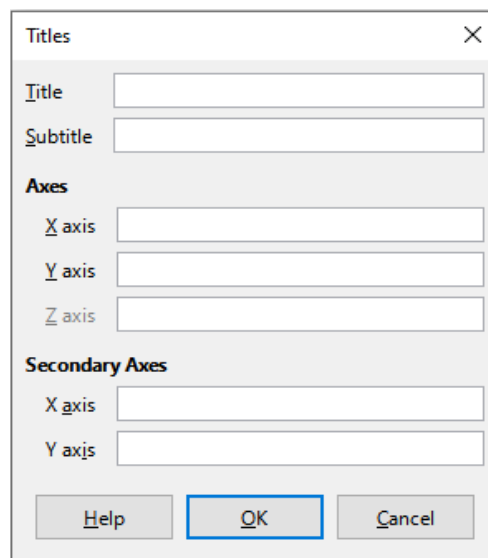 Titles
Title
Subtitle
Axes
X axis
Y axis
Z axis
Secondary Axes
X axis
Y axis
Help OK Cancel